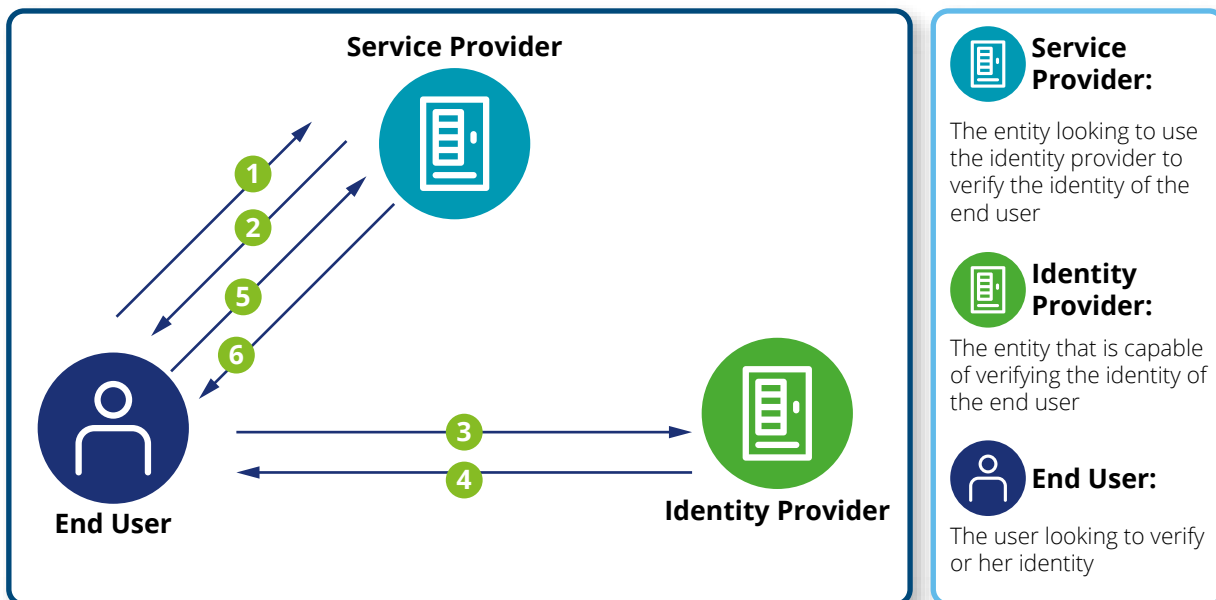 Service Provider
1
2
5
6
3
4
End User
Identity Provider
Service
Provider:
The entity looking to use
the identity provider to
verify the identity of the
end user
Identity
Provider:
The entity that is capable
of verifying the identity of
the end user
End User:
The user looking to verify
or her identity